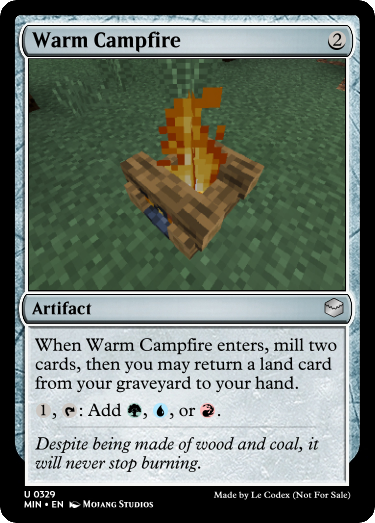 Warm Campfire 2
Artifact
When Warm Campfire enters, mill two
cards, then you may return a land card
from your graveyard to your hand.
1, : Add , , or .
Despite being made of wood and coal, it
will never stop burning.
U 0329
MIN • EN Mojang Studios
Made by Le Codex (Not For Sale)